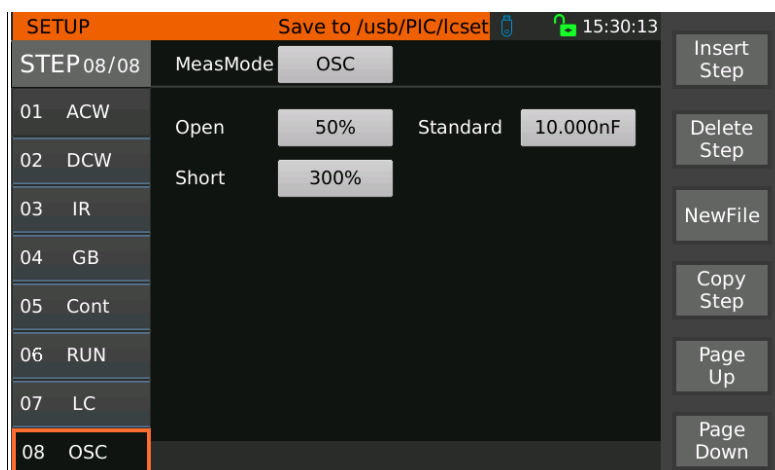 SETUP Save to /usb/PIC/lcset 15:30:13
STEP 08/08 MeasMode OSC
01 ACW
02 DCW
03 IR
04 GB
05 Cont
06 RUN
07 LC
08 OSC
Open 50% Standard 10.000nF
Short 300%
Insert
Step
Delete
Step
NewFile
Copy
Step
Page
Up
Page
Down